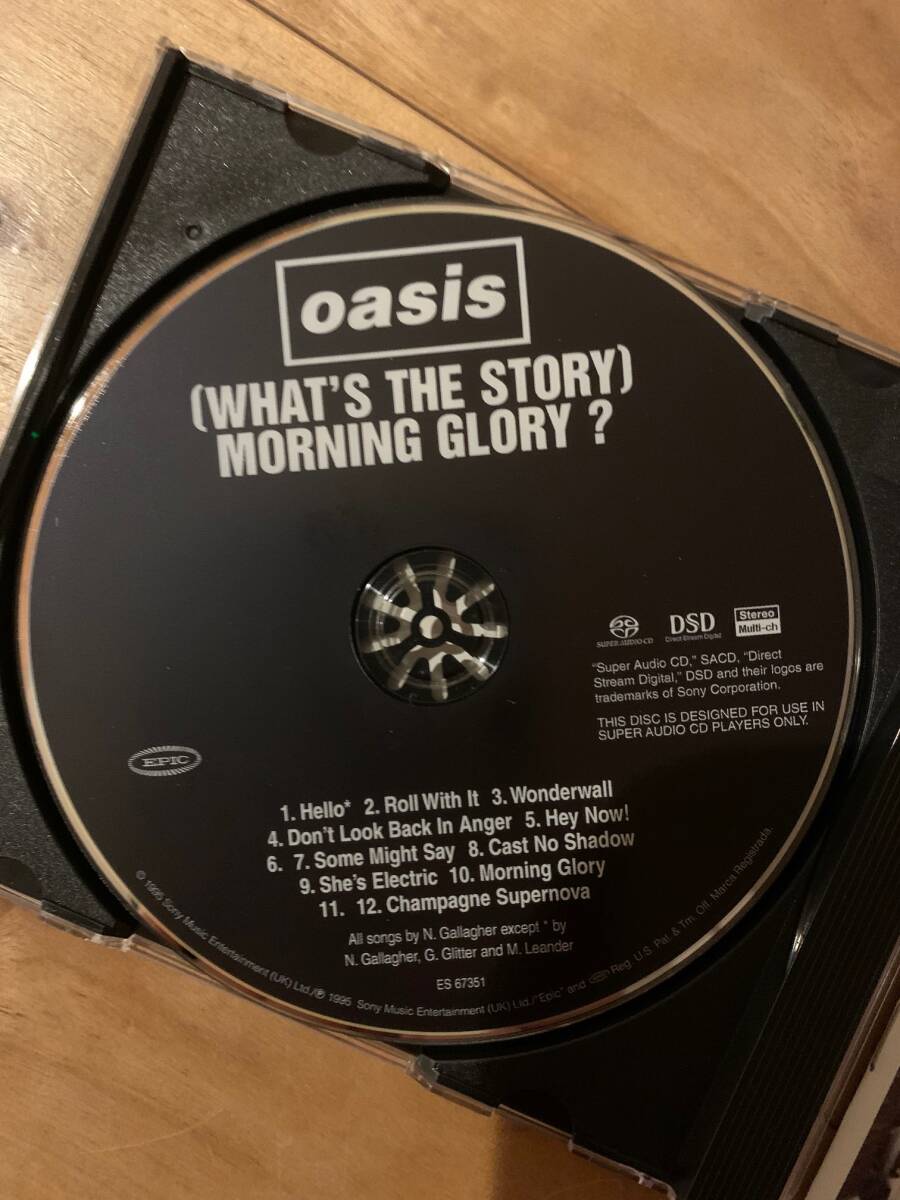 oasis
(WHAT'S THE STORY)
MORNING GLORY ?
SUPER AUDIO CD
DSD
Direct Stream Digital
Stereo
Multi-ch
"Super Audio CD," SACD, "Direct
Stream Digital," DSD and their logos are
trademarks of Sony Corporation.
THIS DISC IS DESIGNED FOR USE IN
SUPER AUDIO CD PLAYERS ONLY.
EPIC
1. Hello* 2. Roll With It 3. Wonderwall
4. Don't Look Back In Anger 5. Hey Now!
6. 7. Some Might Say 8. Cast No Shadow
9. She's Electric 10. Morning Glory
11. 12. Champagne Supernova
All songs by N. Gallagher except * by
N. Gallagher, G. Glitter and M. Leander
ES 67351
© 1995 Sony Music Entertainment (UK) Ltd./℗ 1995 Sony Music Entertainment (UK) Ltd./"Epic" and EPIC Reg. U.S. Pat. & Tm. Off. Marca Registrada.